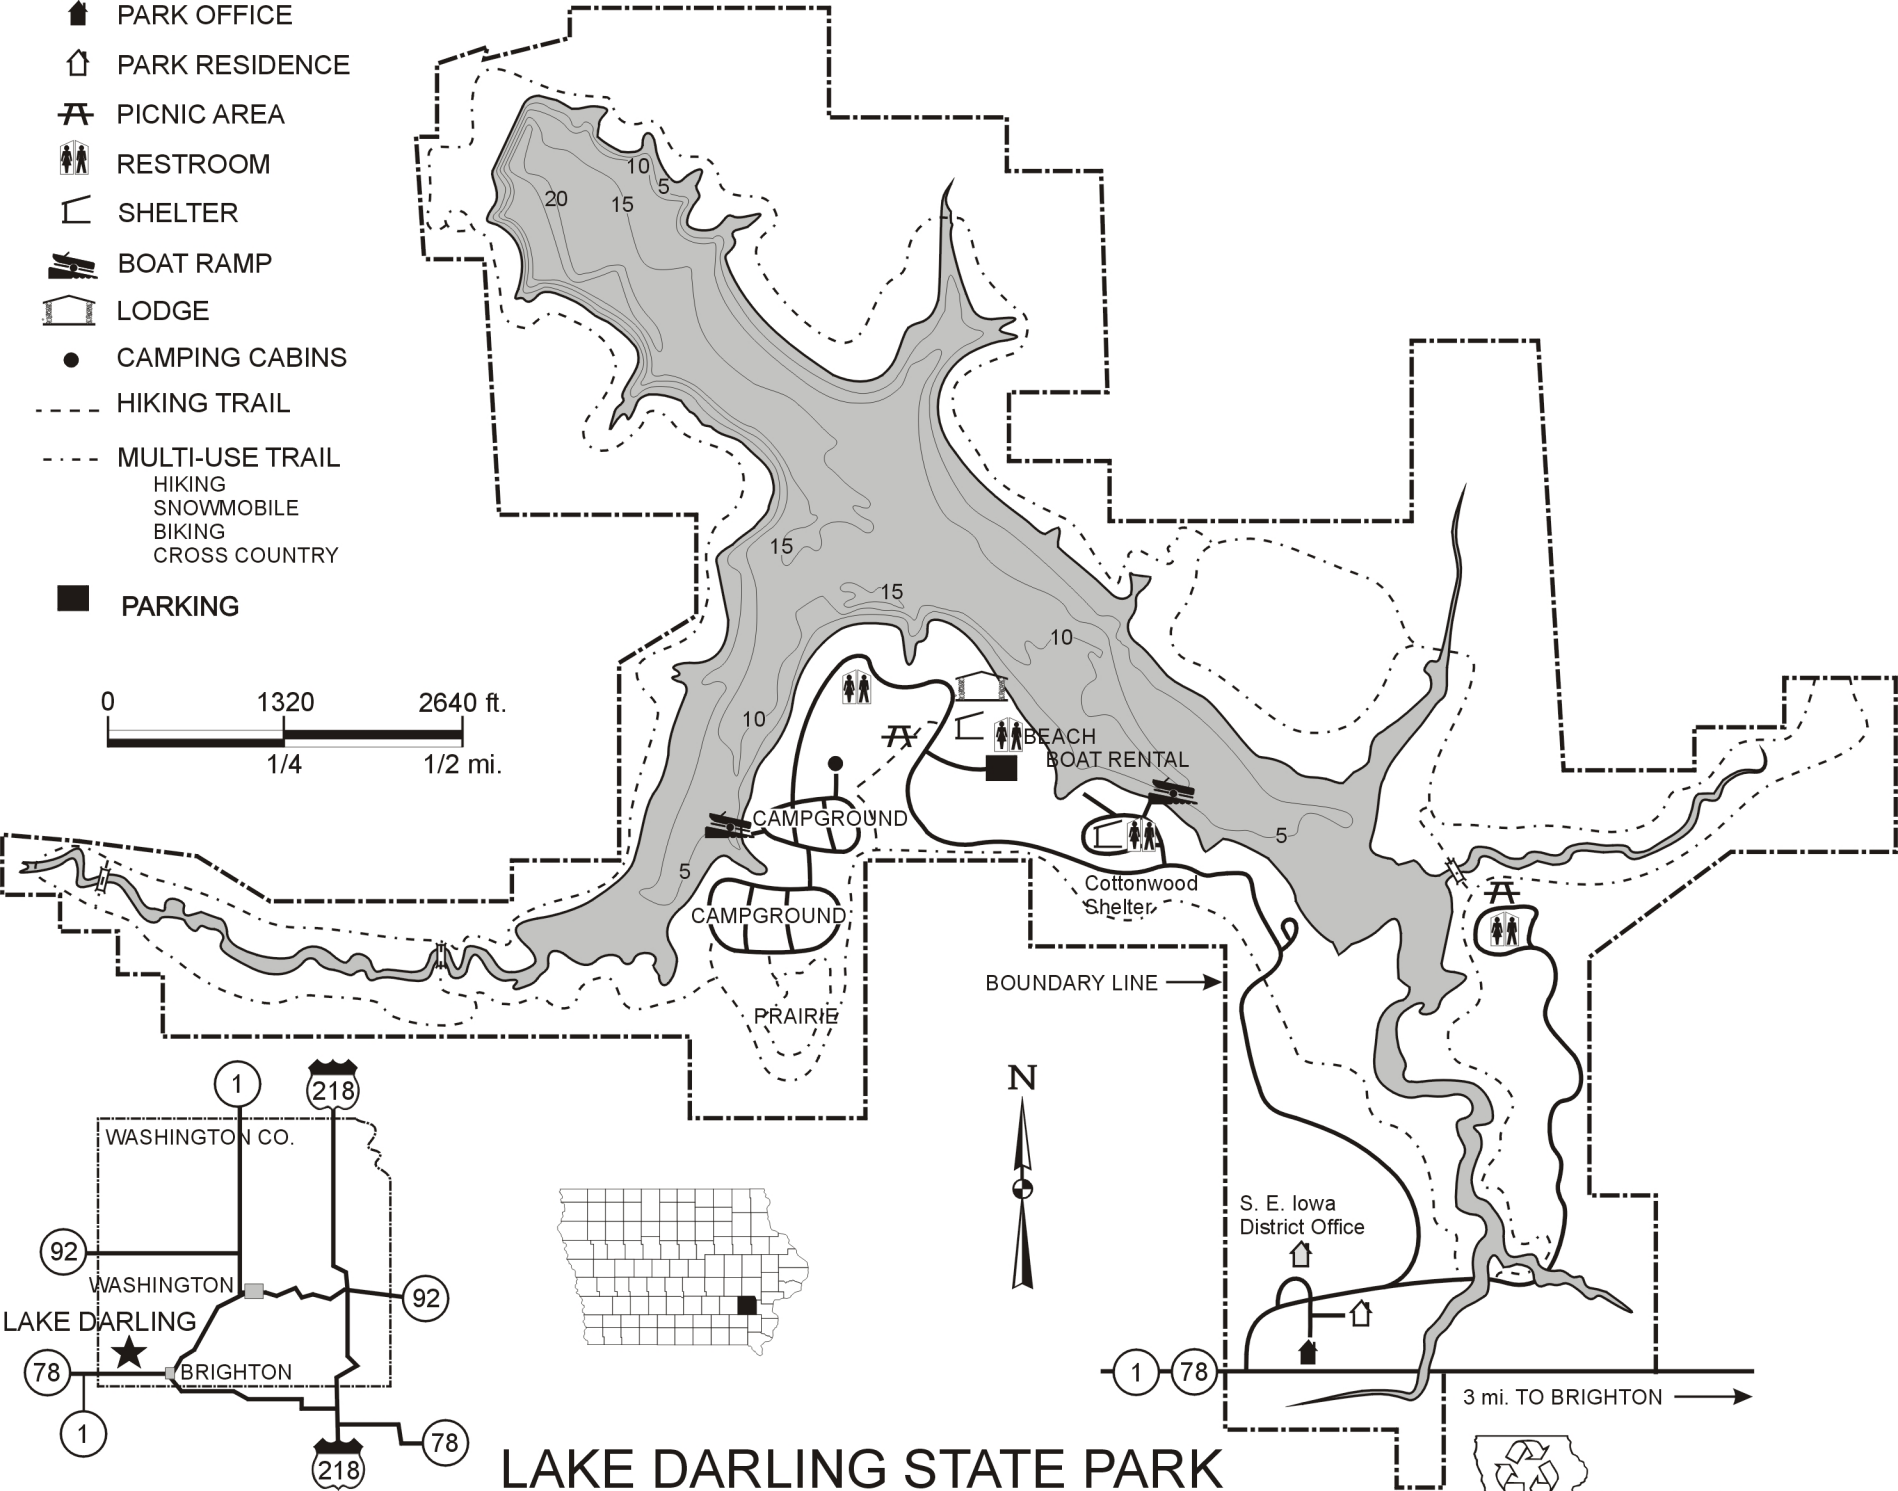 PARK OFFICE
PARK RESIDENCE
PICNIC AREA
RESTROOM
SHELTER
BOAT RAMP
LODGE
CAMPING CABINS
HIKING TRAIL
MULTI-USE TRAIL
HIKING
SNOWMOBILE
BIKING
CROSS COUNTRY
PARKING
0 1320 2640 ft.
1/4 1/2 mi.
10
5
20
15
15
15
10
10
BEACH
BOAT RENTAL
CAMPGROUND
5
5
Cottonwood
Shelter
CAMPGROUND
BOUNDARY LINE
PRAIRIE
N
1
218
WASHINGTON CO.
92
WASHINGTON
92
LAKE DARLING
78
BRIGHTON
1
78
218
S. E. Iowa
District Office
1 78
3 mi. TO BRIGHTON
LAKE DARLING STATE PARK